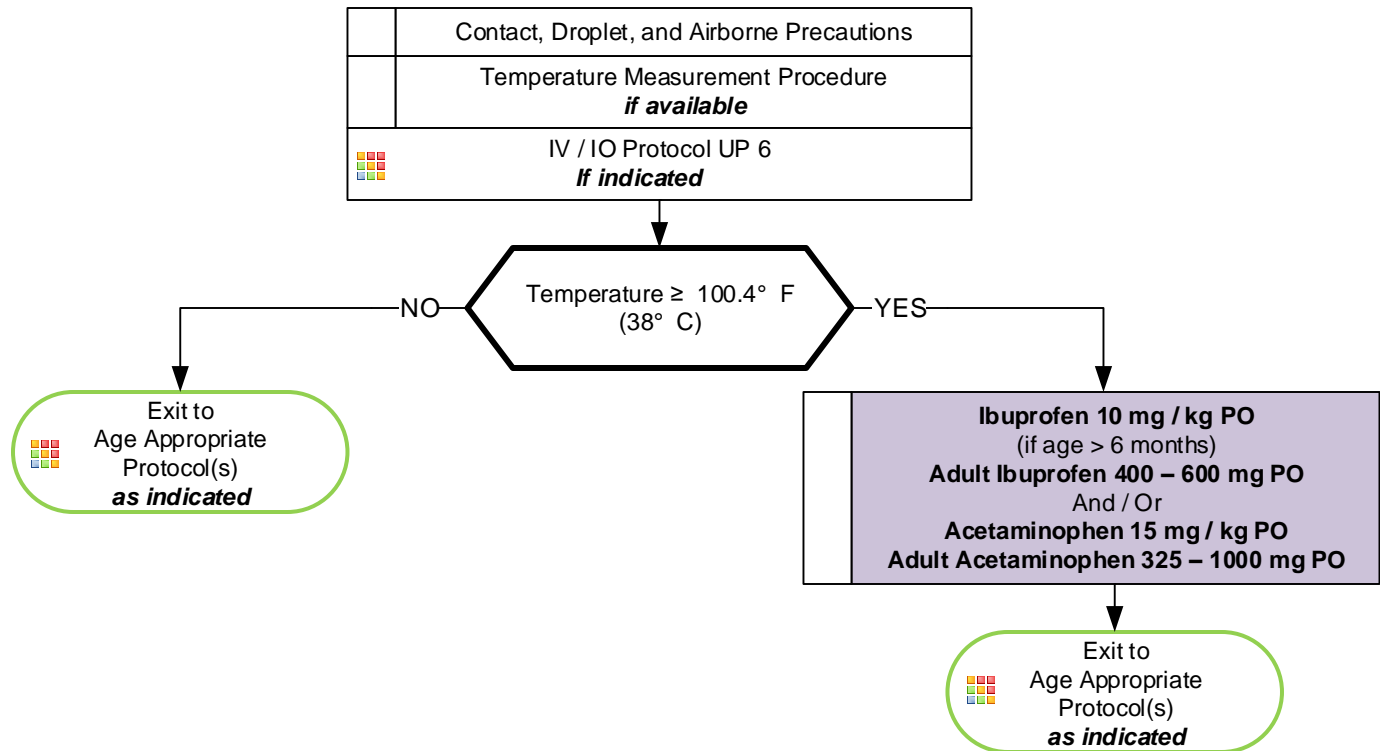 Contact, Droplet, and Airborne Precautions
Temperature Measurement Procedure
if available
IV / IO Protocol UP 6
If indicated
Temperature ≥ 100.4° F
(38° C)
NO
YES
Exit to
Age Appropriate
Protocol(s)
as indicated
Ibuprofen 10 mg / kg PO
(if age > 6 months)
Adult Ibuprofen 400 – 600 mg PO
And / Or
Acetaminophen 15 mg / kg PO
Adult Acetaminophen 325 – 1000 mg PO
Exit to
Age Appropriate
Protocol(s)
as indicated